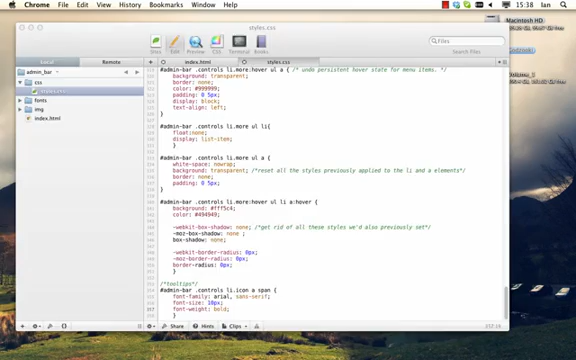 Chrome File Edit View History Bookmarks Window Help
15:38 Ian
styles.css
Macintosh HD
Sites Edit Preview CSS Terminal Books
Files
Search Files
Local Remote
index.html styles.css
admin_bar
css
styles.css
fonts
img
index.html
#admin-bar .controls li.more:hover ul a { /* undo persistent hover state for menu items. */
background: transparent;
border: none;
color: #999999;
padding: 0 5px;
display: block;
text-align: left;
}
#admin-bar .controls li.more ul li{
float:none;
display: list-item;
}
#admin-bar .controls li.more ul a {
white-space: nowrap;
background: transparent; /*reset all the styles previously applied to the li and a elements*/
border: none;
padding: 0 5px;
}
#admin-bar .controls li.more:hover ul li a:hover {
background: #fff5c4;
color: #494949;
-webkit-box-shadow: none; /*get rid of all these styles we'd also previously set*/
-moz-box-shadow: none ;
box-shadow: none;
-webkit-border-radius: 0px;
-moz-border-radius: 0px;
border-radius: 0px;
}
/*tooltips*/
#admin-bar .controls li.icon a span {
font-family: arial, sans-serif;
font-size: 10px;
font-weight: bold;
}
Share Hints Clips